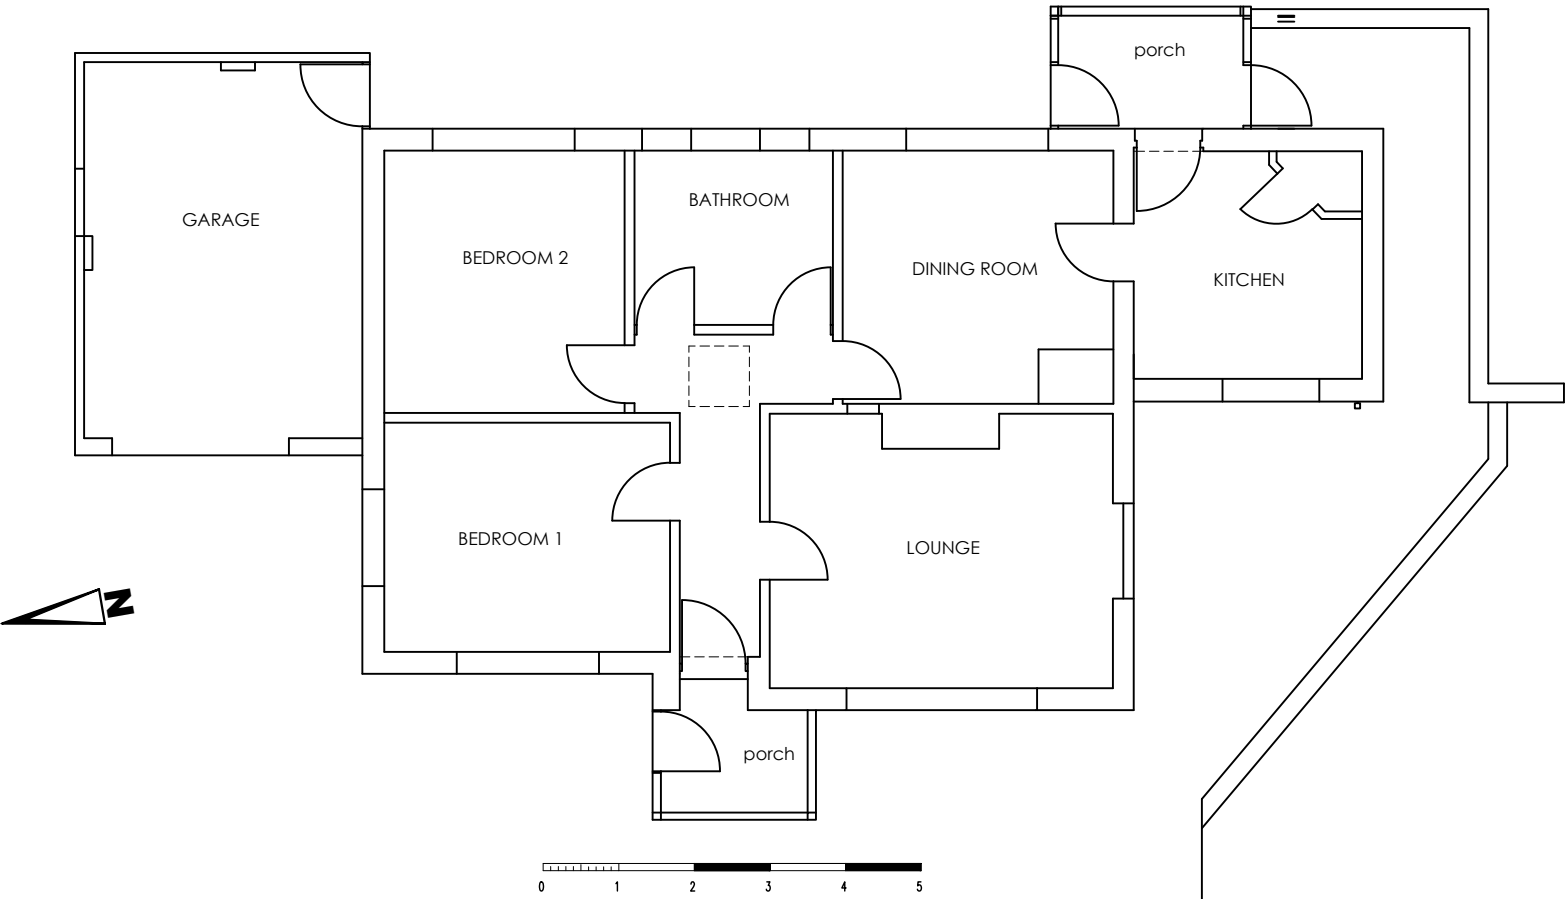 porch
GARAGE
BATHROOM
BEDROOM 2
DINING ROOM
KITCHEN
BEDROOM 1
LOUNGE
N
porch
0 1 2 3 4 5